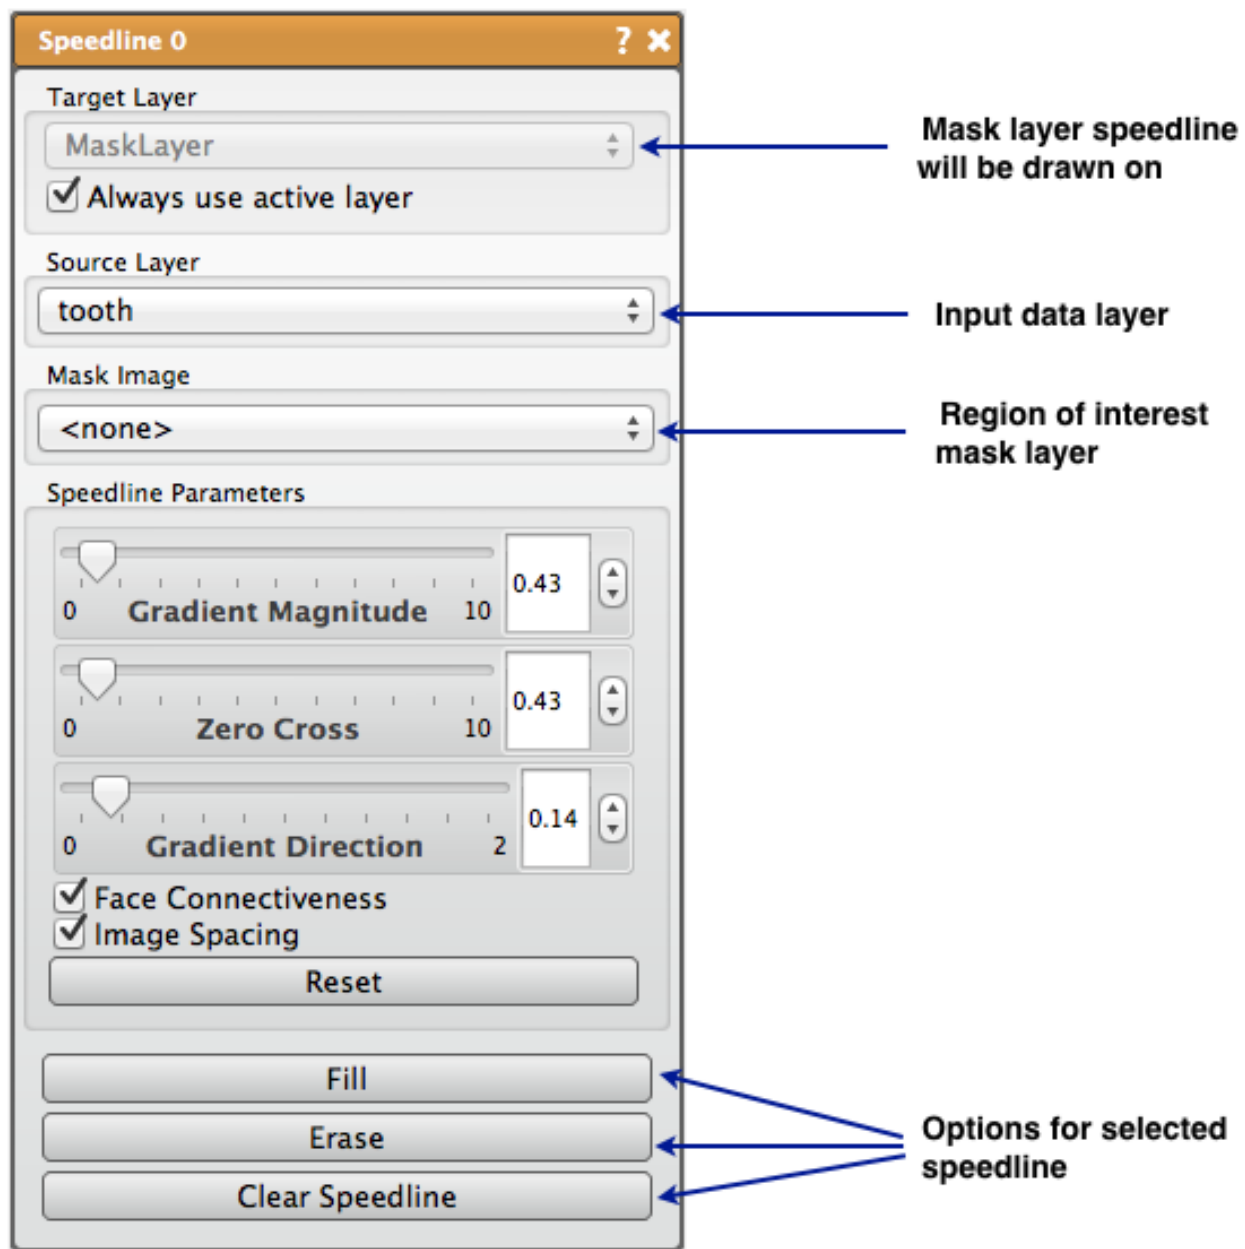 Speedline 0 ? ✖
Target Layer
MaskLayer
Always use active layer
Mask layer speedline
will be drawn on
Source Layer
tooth
Input data layer
Mask Image
<none>
Region of interest
mask layer
Speedline Parameters
0.43
0 Gradient Magnitude 10
0.43
0 Zero Cross 10
0.14
0 Gradient Direction 2
Face Connectiveness
Image Spacing
Reset
Fill
Erase
Clear Speedline
Options for selected
speedline